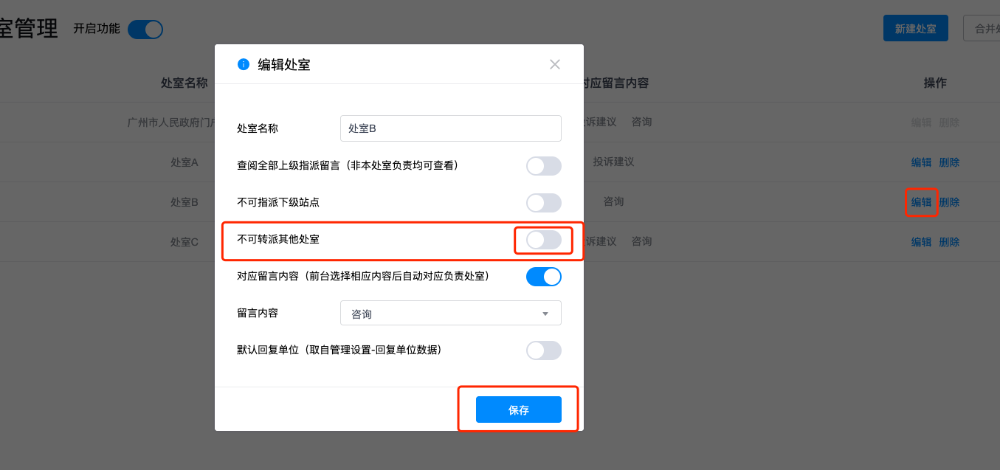 室管理 开启功能 新建处室 合并处
编辑处室
处室名称 对应留言内容 操作
广州市人民政府门户 投诉建议 咨询 编辑 删除
处室A 投诉建议 编辑 删除
处室B 咨询 编辑 删除
处室C 投诉建议 咨询 编辑 删除
处室名称 处室B
查阅全部上级指派留言（非本处室负责均可查看）
不可指派下级站点
不可转派其他处室
对应留言内容（前台选择相应内容后自动对应负责处室）
留言内容 咨询
默认回复单位（取自管理设置-回复单位数据）
保存